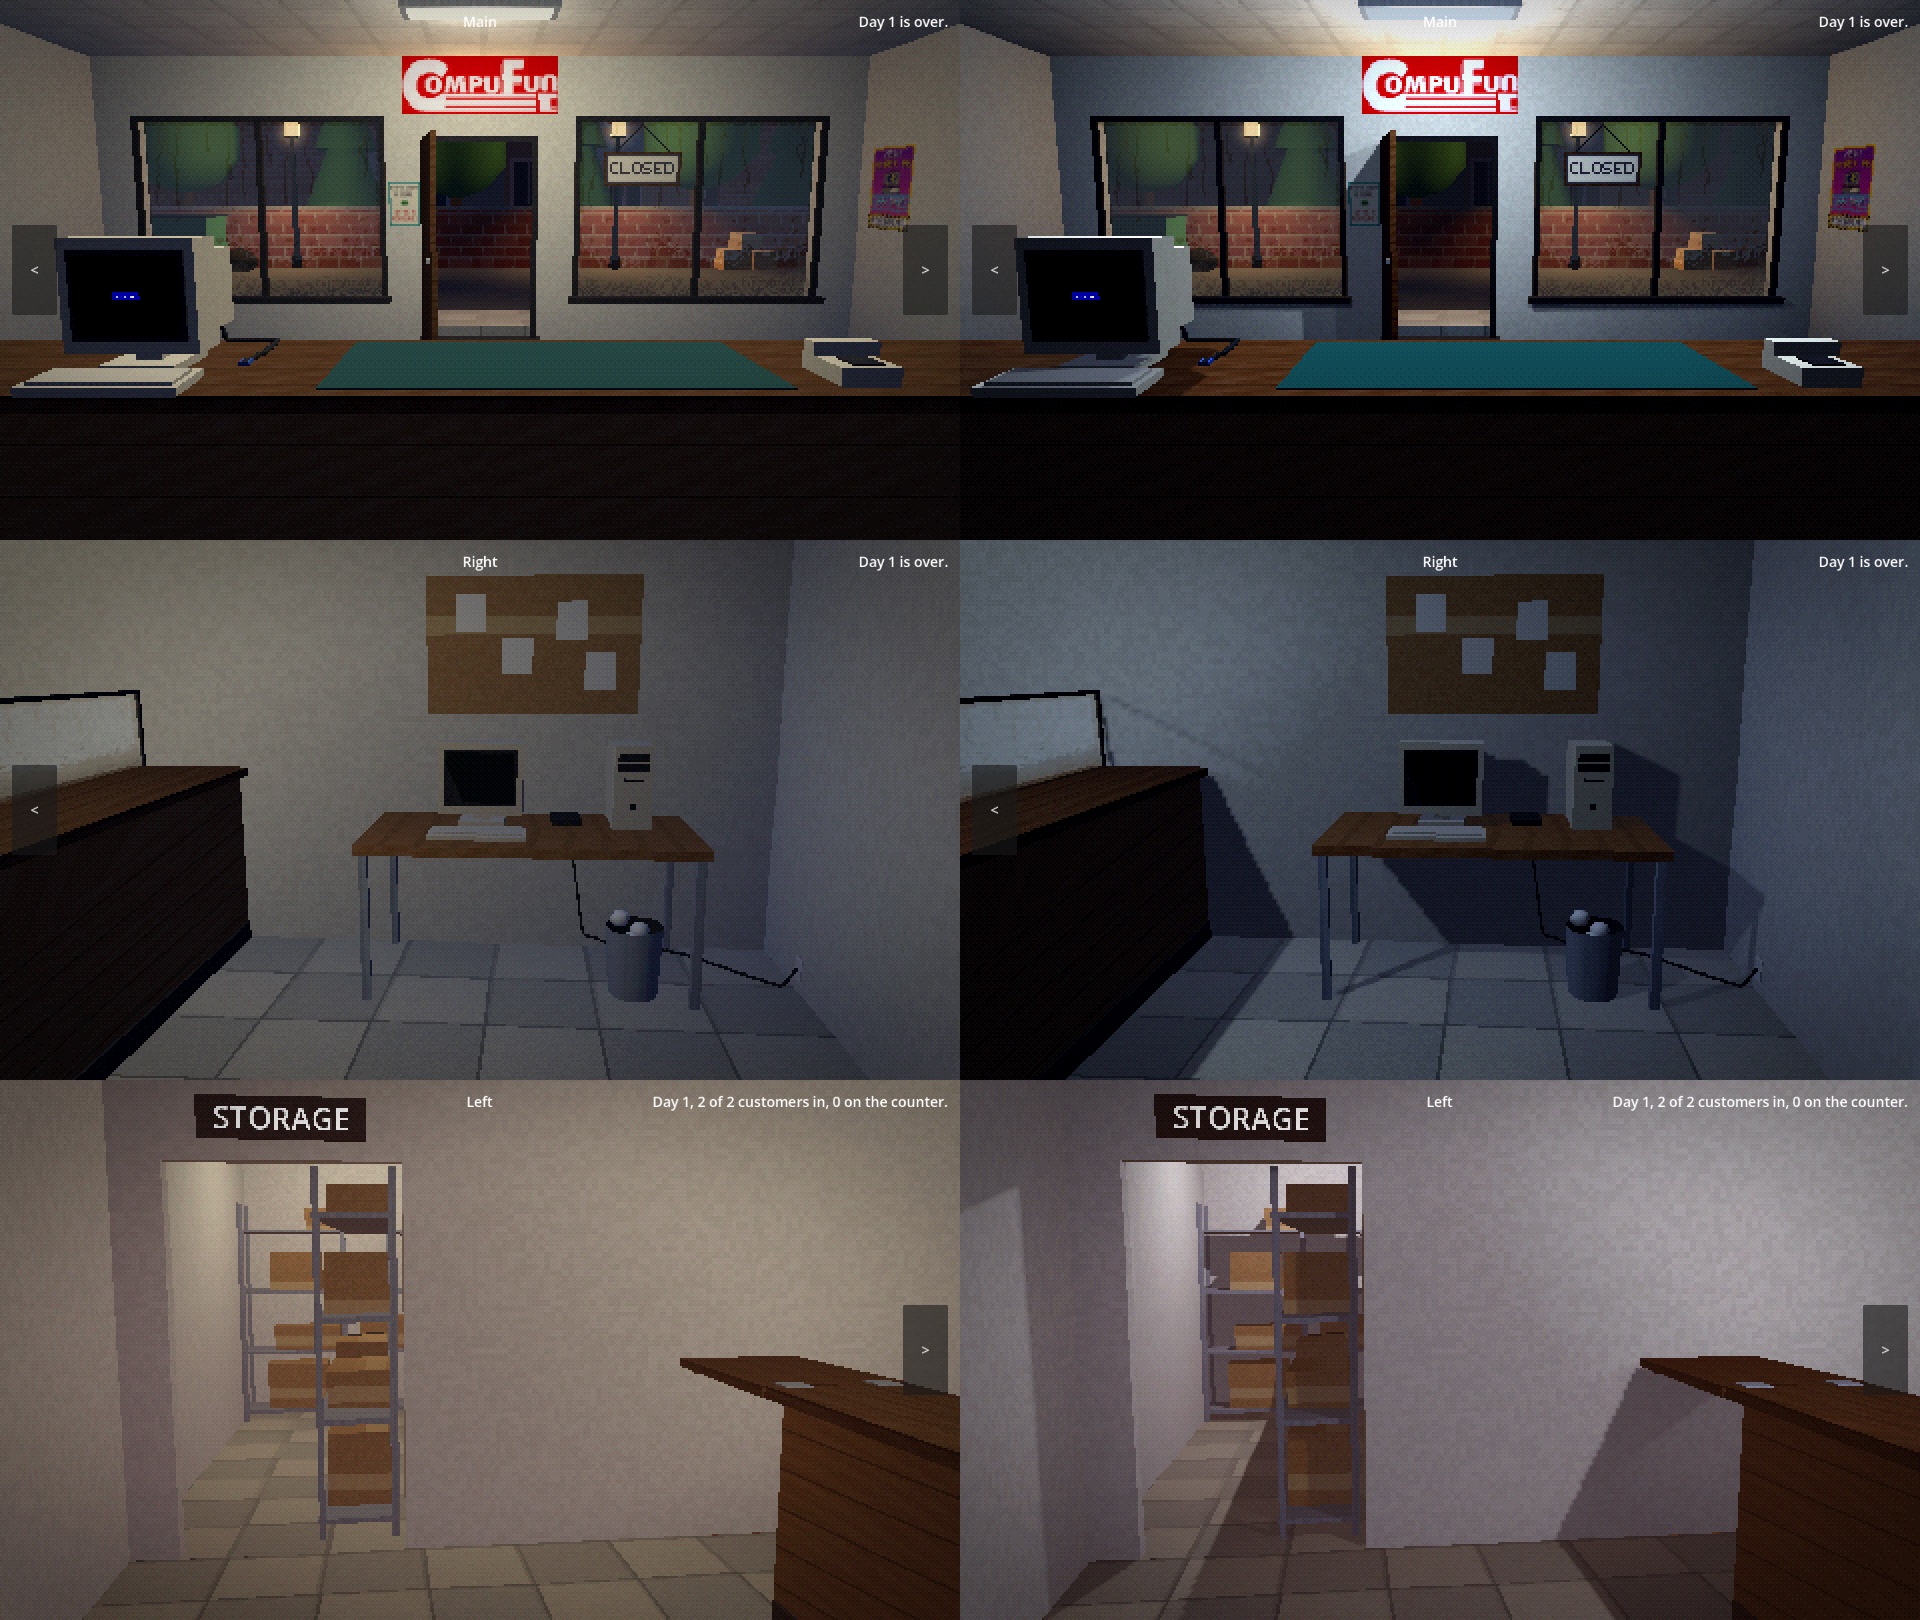 Main
Day 1 is over.
COMPUFUN
CLOSED
<
>
Main
Day 1 is over.
COMPUFUN
CLOSED
<
>
Right
Day 1 is over.
<
Right
Day 1 is over.
<
Left
Day 1, 2 of 2 customers in, 0 on the counter.
STORAGE
>
Left
Day 1, 2 of 2 customers in, 0 on the counter.
STORAGE
>